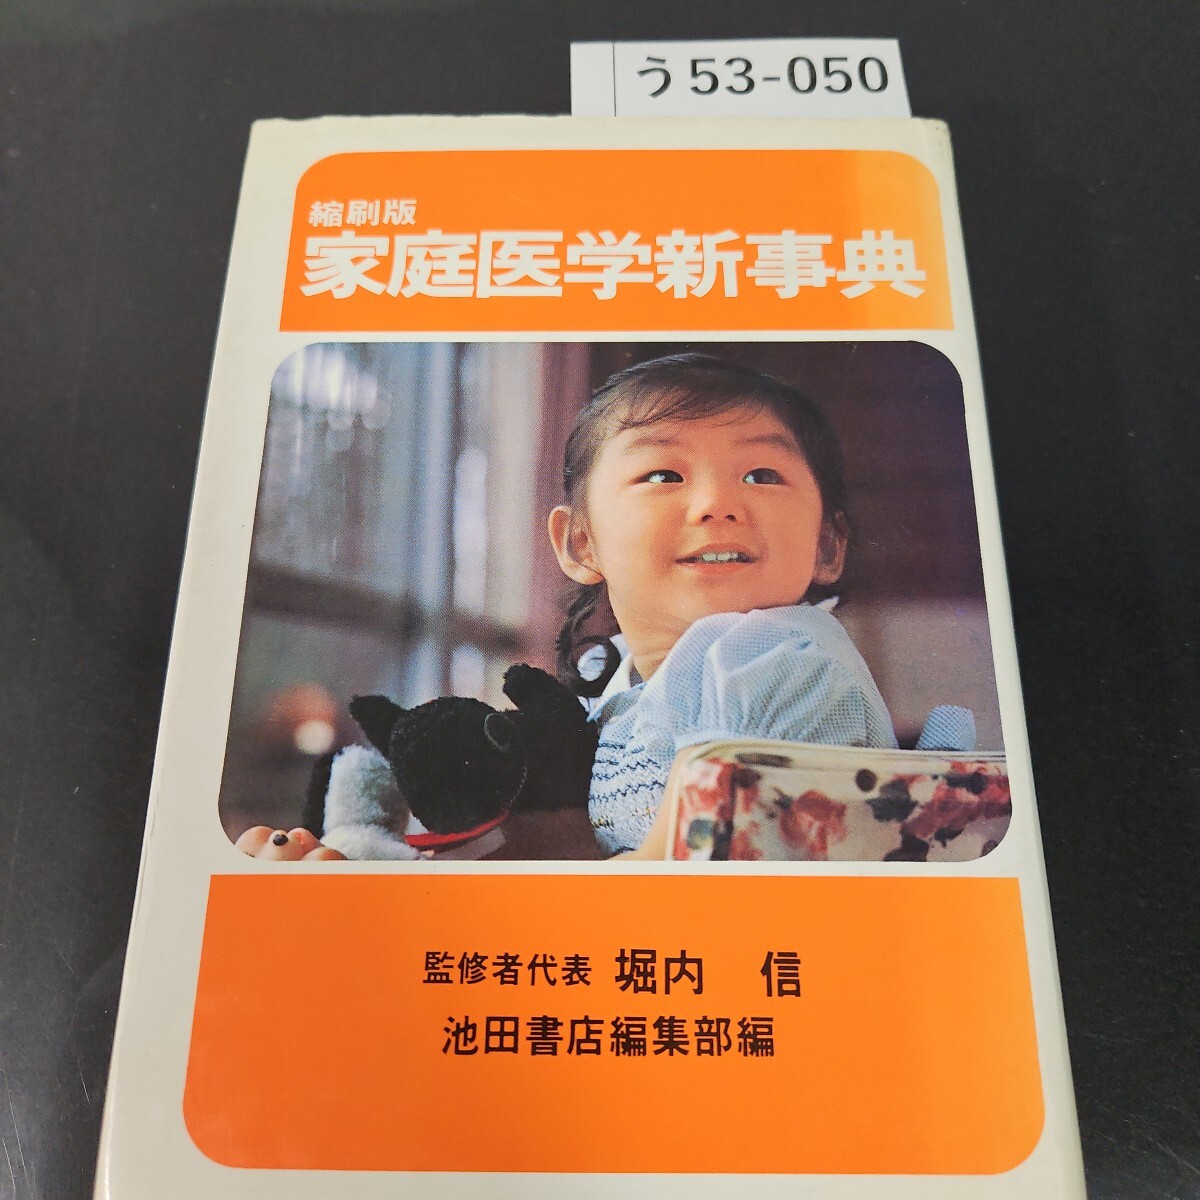 う53-050
縮刷版
家庭医学新事典
監修者代表 堀内 信
池田書店編集部編